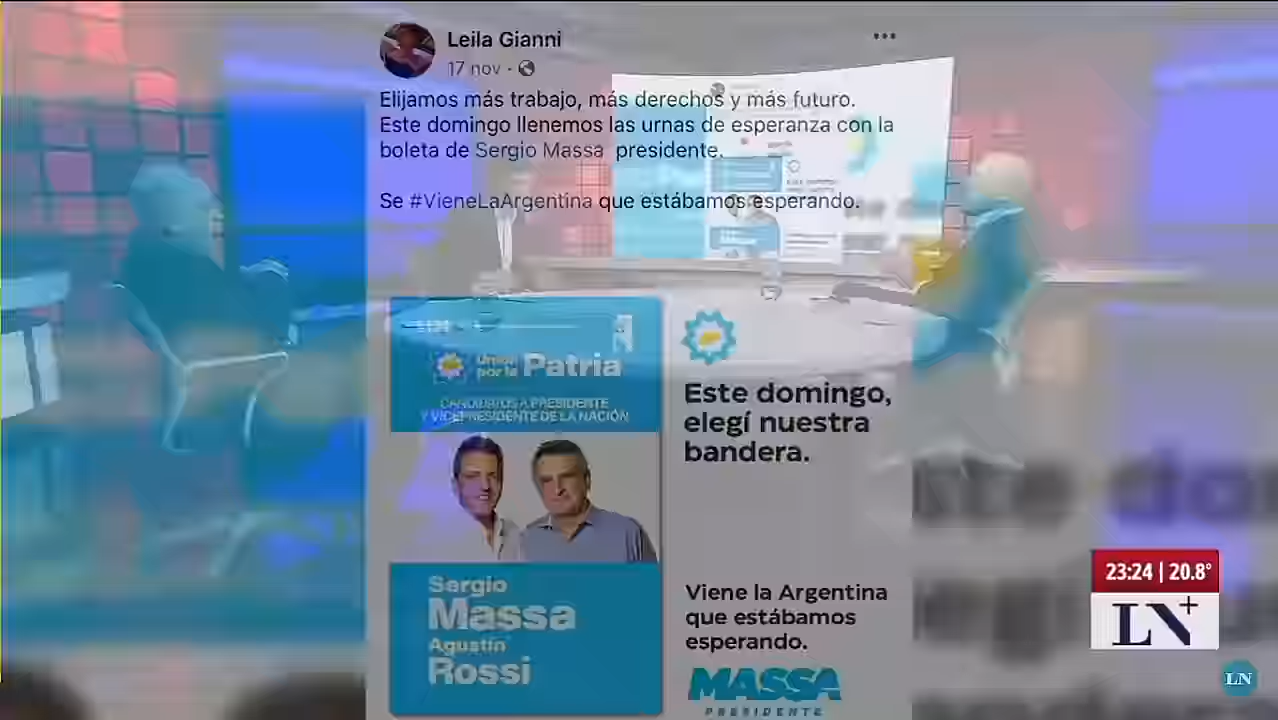 Leila Gianni
17 nov
Elijamos más trabajo, más derechos y más futuro.
Este domingo llenemos las urnas de esperanza con la
boleta de Sergio Massa presidente.
Se #VieneLaArgentina que estábamos esperando.
Unión
por la Patria
CANDIDATOS A PRESIDENTE
Y VICEPRESIDENTE DE LA NACIÓN
Este domingo,
elegí nuestra
bandera.
Sergio
Massa
Agustín
Rossi
Viene la Argentina
que estábamos
esperando.
MASSA
PRESIDENTE
23:24 | 20.8°
LN+
LN